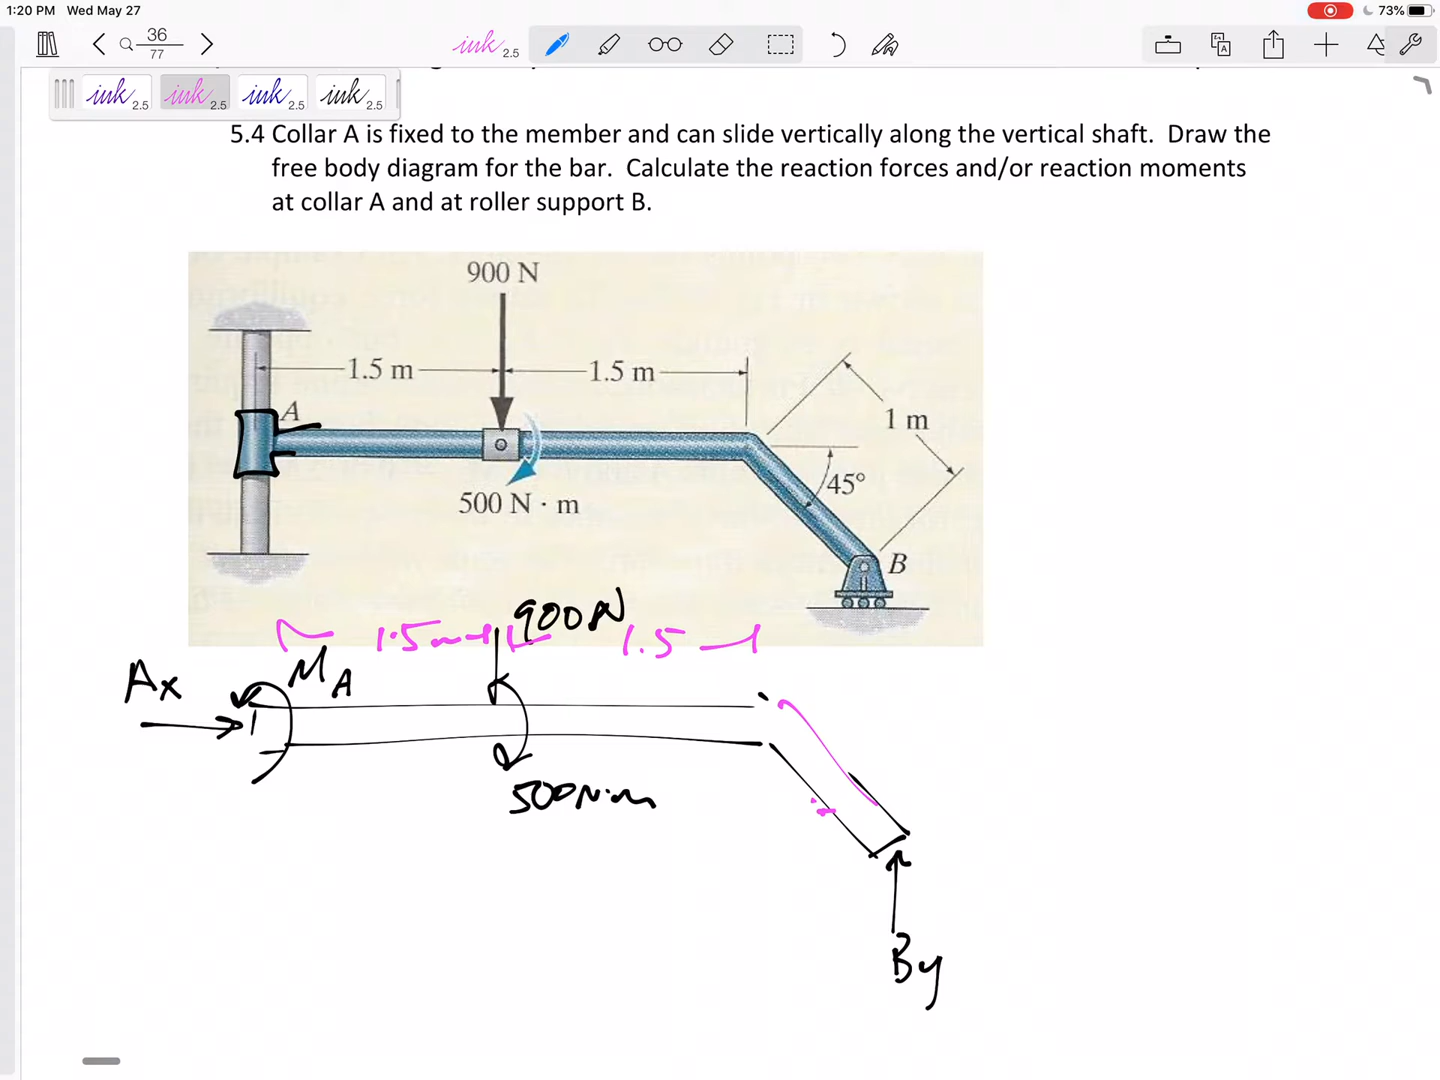 1:20 PM Wed May 27
73%
36
77
ink 2.5
ink 2.5
ink 2.5
ink 2.5
ink 2.5
5.4 Collar A is fixed to the member and can slide vertically along the vertical shaft. Draw the
free body diagram for the bar. Calculate the reaction forces and/or reaction moments
at collar A and at roller support B.
900 N
1.5 m
1.5 m
A
1 m
45°
500 N · m
B
900N
1.5m
1.5
Ax
MA
500N·m
By